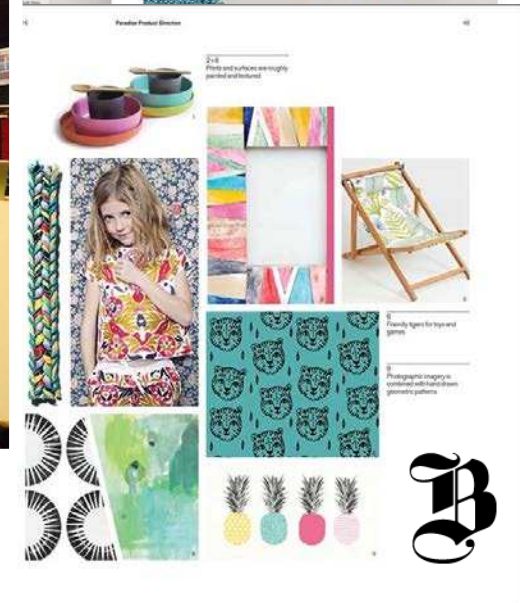 Paradise Product Direction
2+8
Prints and surfaces are roughly
painted and textured
6
Friendly tigers for toys and
games
9
Photographic imagery is
combined with hand drawn
geometric patterns
B